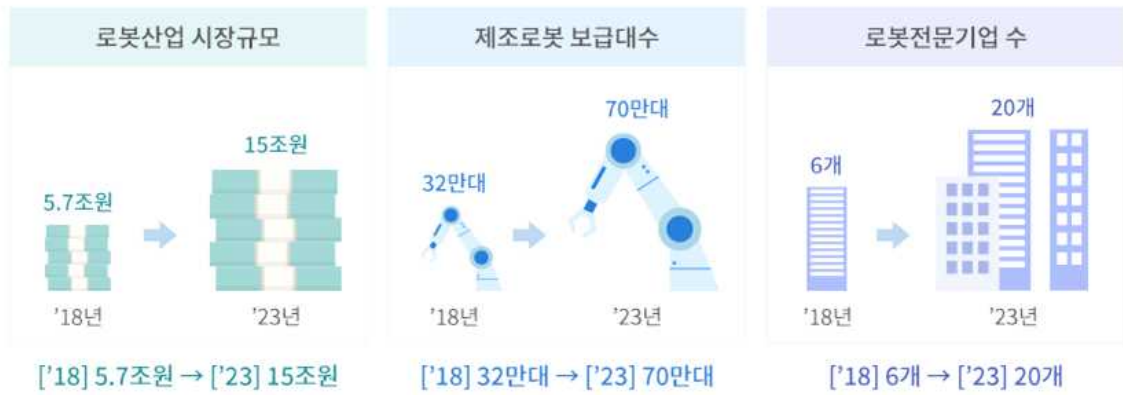 로봇산업 시장규모
5.7조원
15조원
'18년
'23년
['18] 5.7조원 → ['23] 15조원
제조로봇 보급대수
32만대
70만대
'18년
'23년
['18] 32만대 → ['23] 70만대
로봇전문기업 수
6개
20개
'18년
'23년
['18] 6개 → ['23] 20개